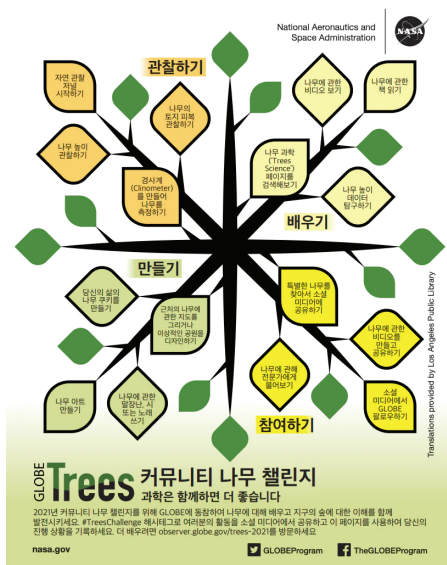 National Aeronautics and
Space Administration
NASA
관찰하기
자연 관찰
저널
시작하기
나무의
토지 피복
관찰하기
나무 높이
관찰하기
경사계
(Clinometer)
를 만들어
나무를
측정하기
나무에 관한
비디오 보기
나무에 관한
책 읽기
나무 과학
('Trees
Science')
페이지를
검색해보기
나무 높이
데이터
탐구하기
배우기
만들기
당신의 삶의
나무 쿠키를
만들기
근처의 나무에
관한 지도를
그리거나
이상적인 공원을
디자인하기
나무 아트
만들기
나무에 관한
말장난, 시
또는 노래
쓰기
특별한 나무를
찾아서 소셜
미디어에
공유하기
나무에 관한
비디오를
만들고
공유하기
나무에 관해
전문가에게
물어보기
소셜
미디어에서
GLOBE
팔로우하기
참여하기
Translations provided by Los Angeles Public Library
GLOBE
Trees 커뮤니티 나무 챌린지
과학은 함께하면 더 좋습니다
2021년 커뮤니티 나무 챌린지를 위해 GLOBE에 동참하여 나무에 대해 배우고 지구의 숲에 대한 이해를 함께
발전시키세요. #TreesChallenge 해시태그로 여러분의 활동을 소셜 미디어에서 공유하고 이 페이지를 사용하여 당신의
진행 상황을 기록하세요. 더 배우려면 observer.globe.gov/trees-2021를 방문하세요
nasa.gov
GLOBEProgram
TheGLOBEProgram